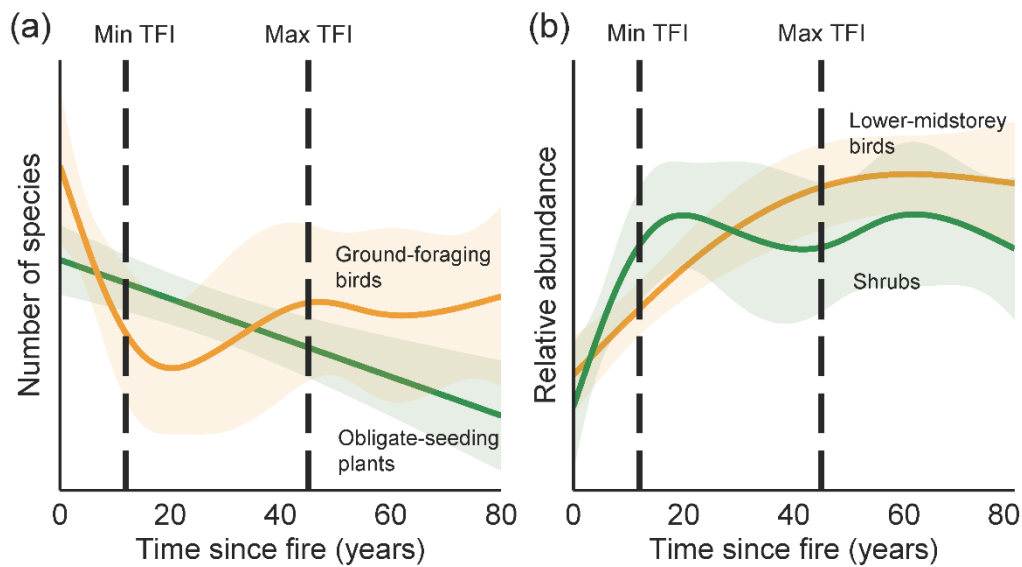 (a)
Min TFI
Max TFI
Number of species
Ground-foraging
birds
Obligate-seeding
plants
0
20
40
60
80
Time since fire (years)
(b)
Min TFI
Max TFI
Relative abundance
Lower-midstorey
birds
Shrubs
0
20
40
60
80
Time since fire (years)